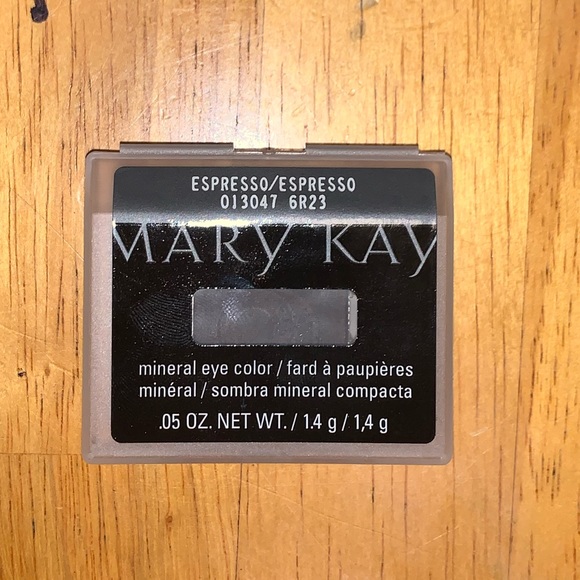 ESPRESSO/ESPRESSO
013047 6R23
MARY KAY
mineral eye color / fard à paupières
minéral / sombra mineral compacta
.05 OZ. NET WT. / 1.4 g / 1,4 g